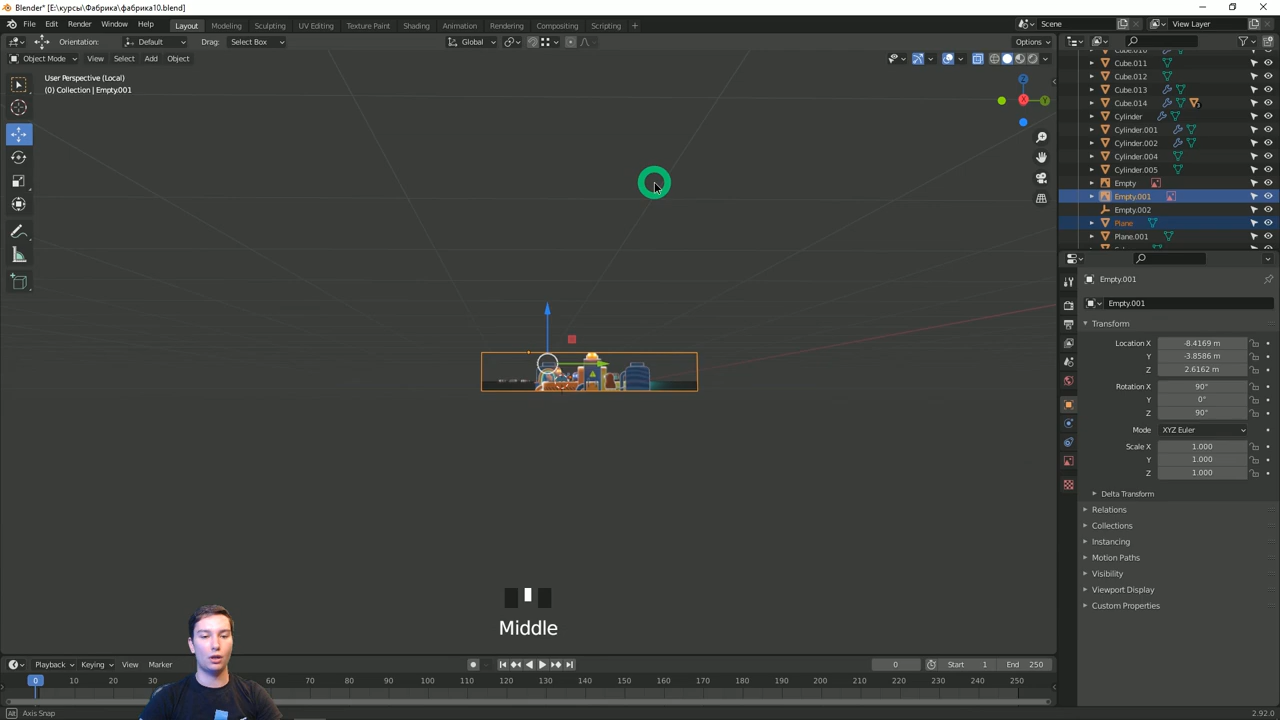 Blender* [E:\курсы\Фабрика\фабрика10.blend]
File Edit Render Window Help Layout Modeling Sculpting UV Editing Texture Paint Shading Animation Rendering Compositing Scripting + Scene View Layer
Orientation: Default Drag: Select Box Global Options
Object Mode View Select Add Object
User Perspective (Local)
(0) Collection | Empty.001
Z
X
Y
Cube.010
Cube.011
Cube.012
Cube.013
Cube.014
Cylinder
Cylinder.001
Cylinder.002
Cylinder.004
Cylinder.005
Empty
Empty.001
Empty.002
Plane
Plane.001
Empty.001
Empty.001
Transform
Location X -8.4169 m
Y -3.8586 m
Z 2.6162 m
Rotation X 90°
Y 0°
Z 90°
Mode XYZ Euler
Scale X 1.000
Y 1.000
Z 1.000
Delta Transform
Relations
Collections
Instancing
Motion Paths
Visibility
Viewport Display
Custom Properties
Middle
Playback Keying View Marker 0 Start 1 End 250
0 10 20 30 40 50 60 70 80 90 100 110 120 130 140 150 160 170 180 190 200 210 220 230 240 250
Alt Axis Snap 2.92.0